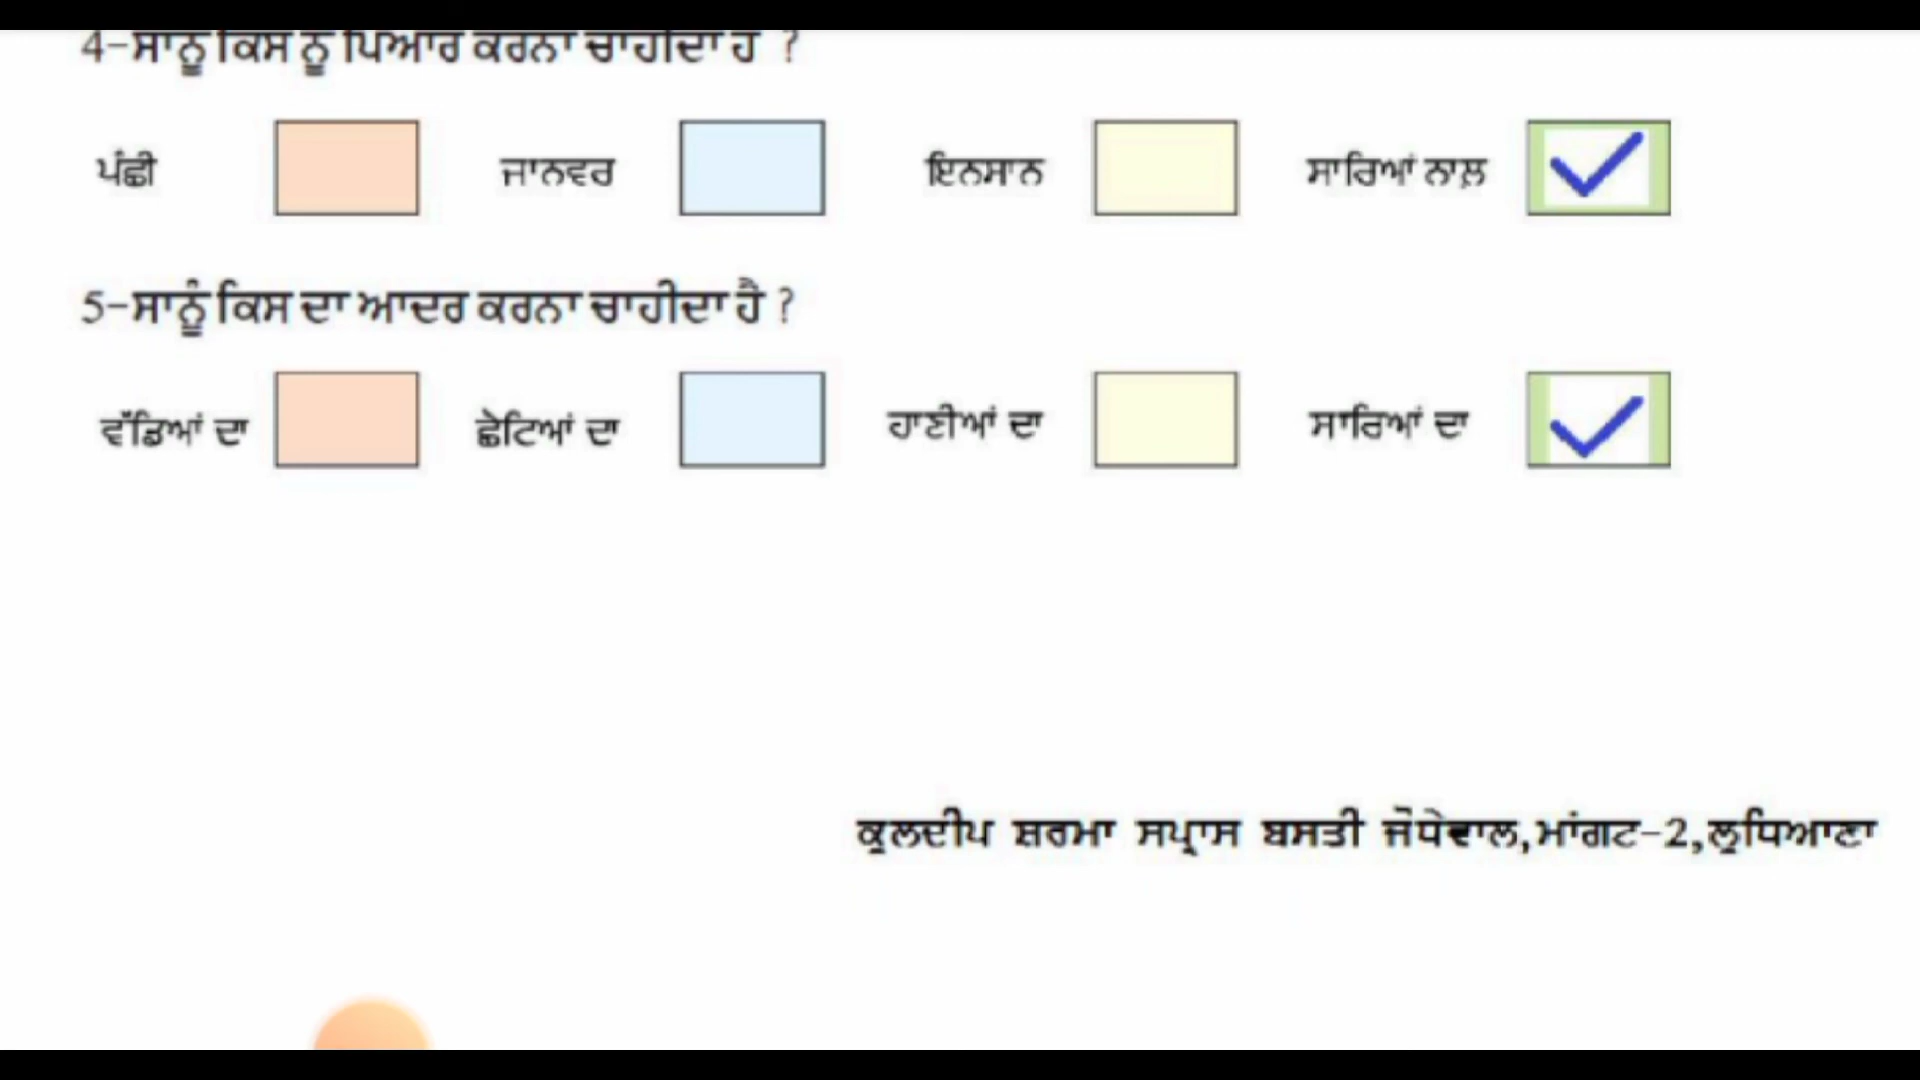 4-ਸਾਨੂੰ ਕਿਸ ਨੂੰ ਪਿਆਰ ਕਰਨਾ ਚਾਹੀਦਾ ਹੈ ?
ਪੰਛੀ ਜਾਨਵਰ ਇਨਸਾਨ ਸਾਰਿਆਂ ਨਾਲ਼
5-ਸਾਨੂੰ ਕਿਸ ਦਾ ਆਦਰ ਕਰਨਾ ਚਾਹੀਦਾ ਹੈ ?
ਵੱਡਿਆਂ ਦਾ ਛੋਟਿਆਂ ਦਾ ਹਾਣੀਆਂ ਦਾ ਸਾਰਿਆਂ ਦਾ
ਕੁਲਦੀਪ ਸ਼ਰਮਾ ਸਪ੍ਰਾਸ ਬਸਤੀ ਜੋਧੇਵਾਲ,ਮਾਂਗਟ-2,ਲੁਧਿਆਣਾ